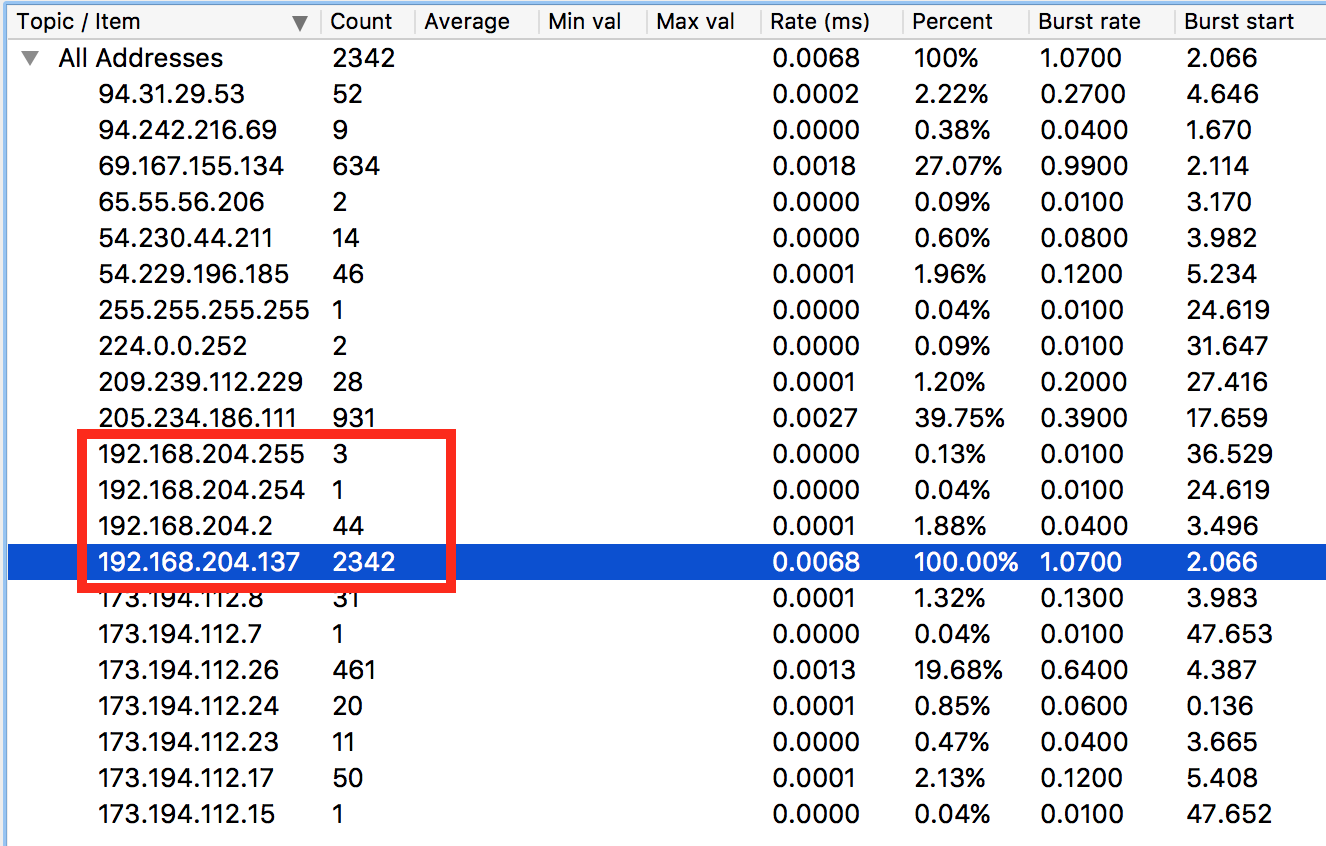 Topic / Item Count Average Min val Max val Rate (ms) Percent Burst rate Burst start
All Addresses 2342 0.0068 100% 1.0700 2.066
94.31.29.53 52 0.0002 2.22% 0.2700 4.646
94.242.216.69 9 0.0000 0.38% 0.0400 1.670
69.167.155.134 634 0.0018 27.07% 0.9900 2.114
65.55.56.206 2 0.0000 0.09% 0.0100 3.170
54.230.44.211 14 0.0000 0.60% 0.0800 3.982
54.229.196.185 46 0.0001 1.96% 0.1200 5.234
255.255.255.255 1 0.0000 0.04% 0.0100 24.619
224.0.0.252 2 0.0000 0.09% 0.0100 31.647
209.239.112.229 28 0.0001 1.20% 0.2000 27.416
205.234.186.111 931 0.0027 39.75% 0.3900 17.659
192.168.204.255 3 0.0000 0.13% 0.0100 36.529
192.168.204.254 1 0.0000 0.04% 0.0100 24.619
192.168.204.2 44 0.0001 1.88% 0.0400 3.496
192.168.204.137 2342 0.0068 100.00% 1.0700 2.066
173.194.112.8 31 0.0001 1.32% 0.1300 3.983
173.194.112.7 1 0.0000 0.04% 0.0100 47.653
173.194.112.26 461 0.0013 19.68% 0.6400 4.387
173.194.112.24 20 0.0001 0.85% 0.0600 0.136
173.194.112.23 11 0.0000 0.47% 0.0400 3.665
173.194.112.17 50 0.0001 2.13% 0.1200 5.408
173.194.112.15 1 0.0000 0.04% 0.0100 47.652